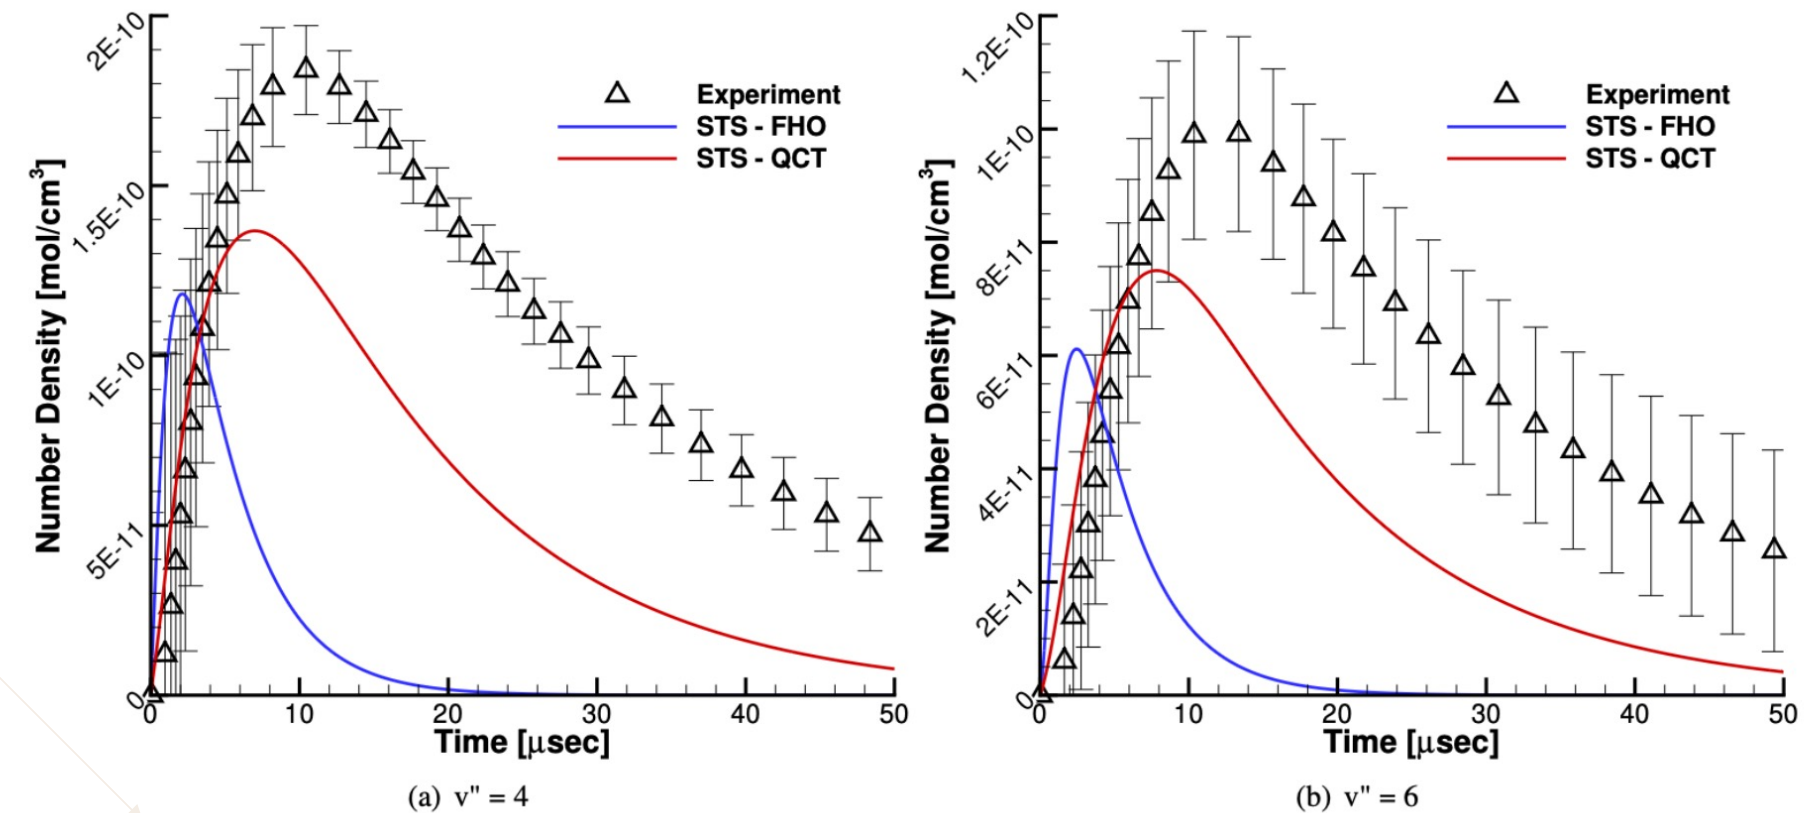 Number Density [mol/cm³]
2E-10
1.5E-10
1E-10
5E-11
0
Experiment
STS - FHO
STS - QCT
0 10 20 30 40 50
Time [μsec]
(a) v" = 4
Number Density [mol/cm³]
1.2E-10
1E-10
8E-11
6E-11
4E-11
2E-11
0
Experiment
STS - FHO
STS - QCT
0 10 20 30 40 50
Time [μsec]
(b) v" = 6